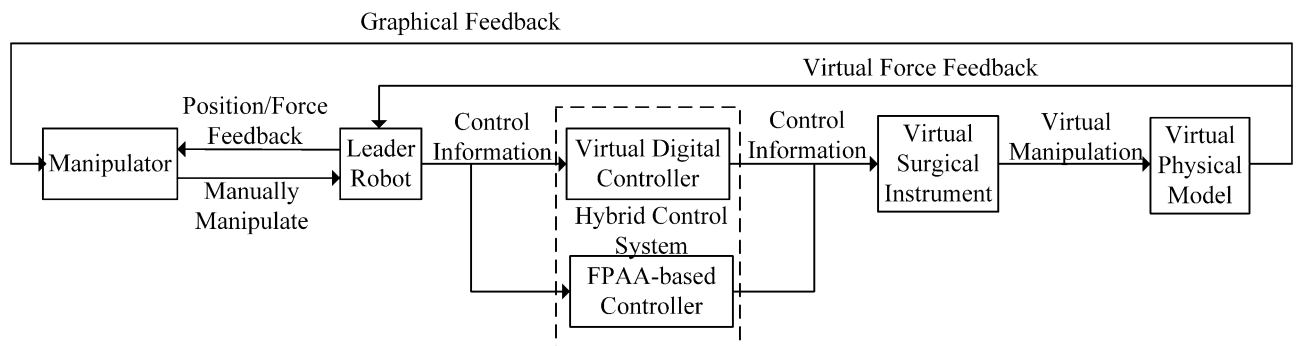 Graphical Feedback
Virtual Force Feedback
Position/Force
Feedback
Manipulator
Manually
Manipulate
Leader
Robot
Control
Information
Virtual Digital
Controller
Hybrid Control
System
FPAA-based
Controller
Control
Information
Virtual
Surgical
Instrument
Virtual
Manipulation
Virtual
Physical
Model